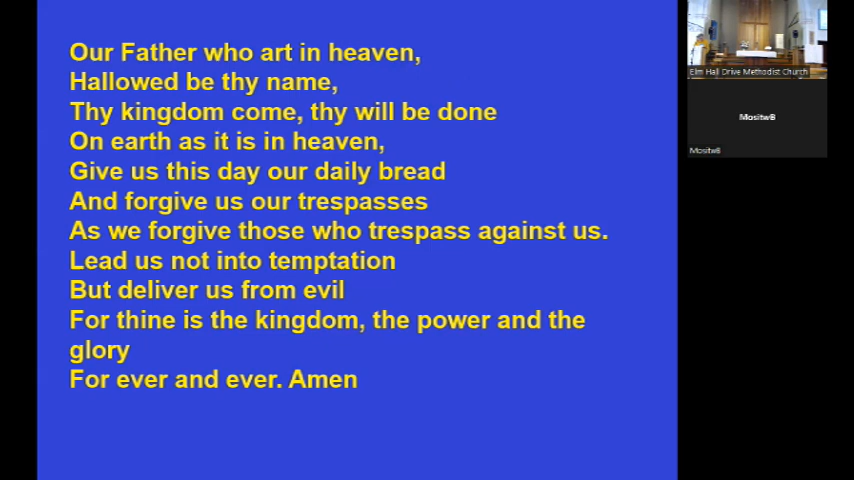 Our Father who art in heaven,
Hallowed be thy name,
Thy kingdom come, thy will be done
On earth as it is in heaven,
Give us this day our daily bread
And forgive us our trespasses
As we forgive those who trespass against us.
Lead us not into temptation
But deliver us from evil
For thine is the kingdom, the power and the
glory
For ever and ever. Amen
Elm Hall Drive Methodist Church
MositwB
MositwB